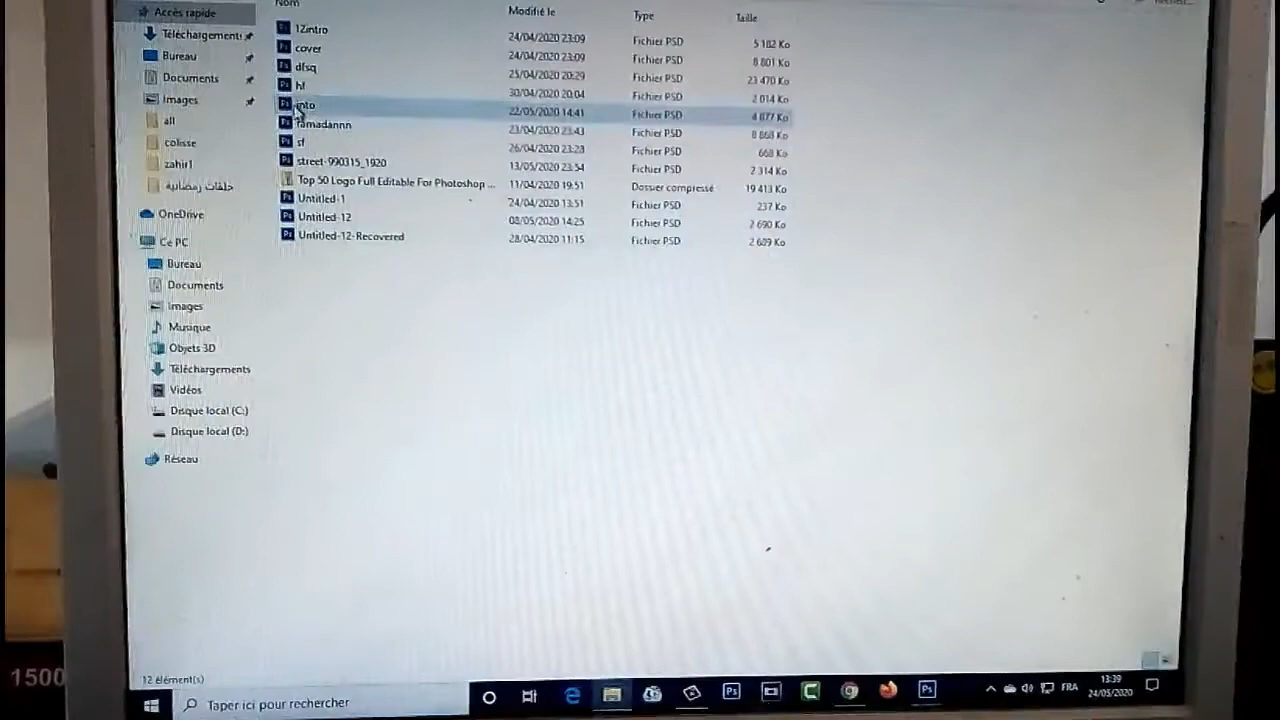 Accès rapide
Téléchargements
Bureau
Documents
Images
all
colisse
zahir1
حلقات رمضانية
OneDrive
Ce PC
Bureau
Documents
Images
Musique
Objets 3D
Téléchargements
Vidéos
Disque local (C:)
Disque local (D:)
Réseau
Nom Modifié le Type Taille
12intro 24/04/2020 23:09 Fichier PSD 5 182 Ko
cover 24/04/2020 23:09 Fichier PSD 8 801 Ko
dfsq 25/04/2020 20:29 Fichier PSD 23 470 Ko
hf 30/04/2020 20:04 Fichier PSD 2 014 Ko
into 22/05/2020 14:41 Fichier PSD 4 877 Ko
ramadannn 23/04/2020 23:43 Fichier PSD 8 868 Ko
sf 26/04/2020 23:23 Fichier PSD 668 Ko
street-990315_1920 13/05/2020 23:54 Fichier PSD 2 314 Ko
Top 50 Logo Full Editable For Photoshop ... 11/04/2020 19:51 Dossier compressé 19 413 Ko
Untitled-1 24/04/2020 13:51 Fichier PSD 237 Ko
Untitled-12 08/05/2020 14:25 Fichier PSD 2 690 Ko
Untitled-12-Recovered 28/04/2020 11:15 Fichier PSD 2 689 Ko
12 élément(s)
Taper ici pour rechercher
FRA
13:39
24/05/2020
1500